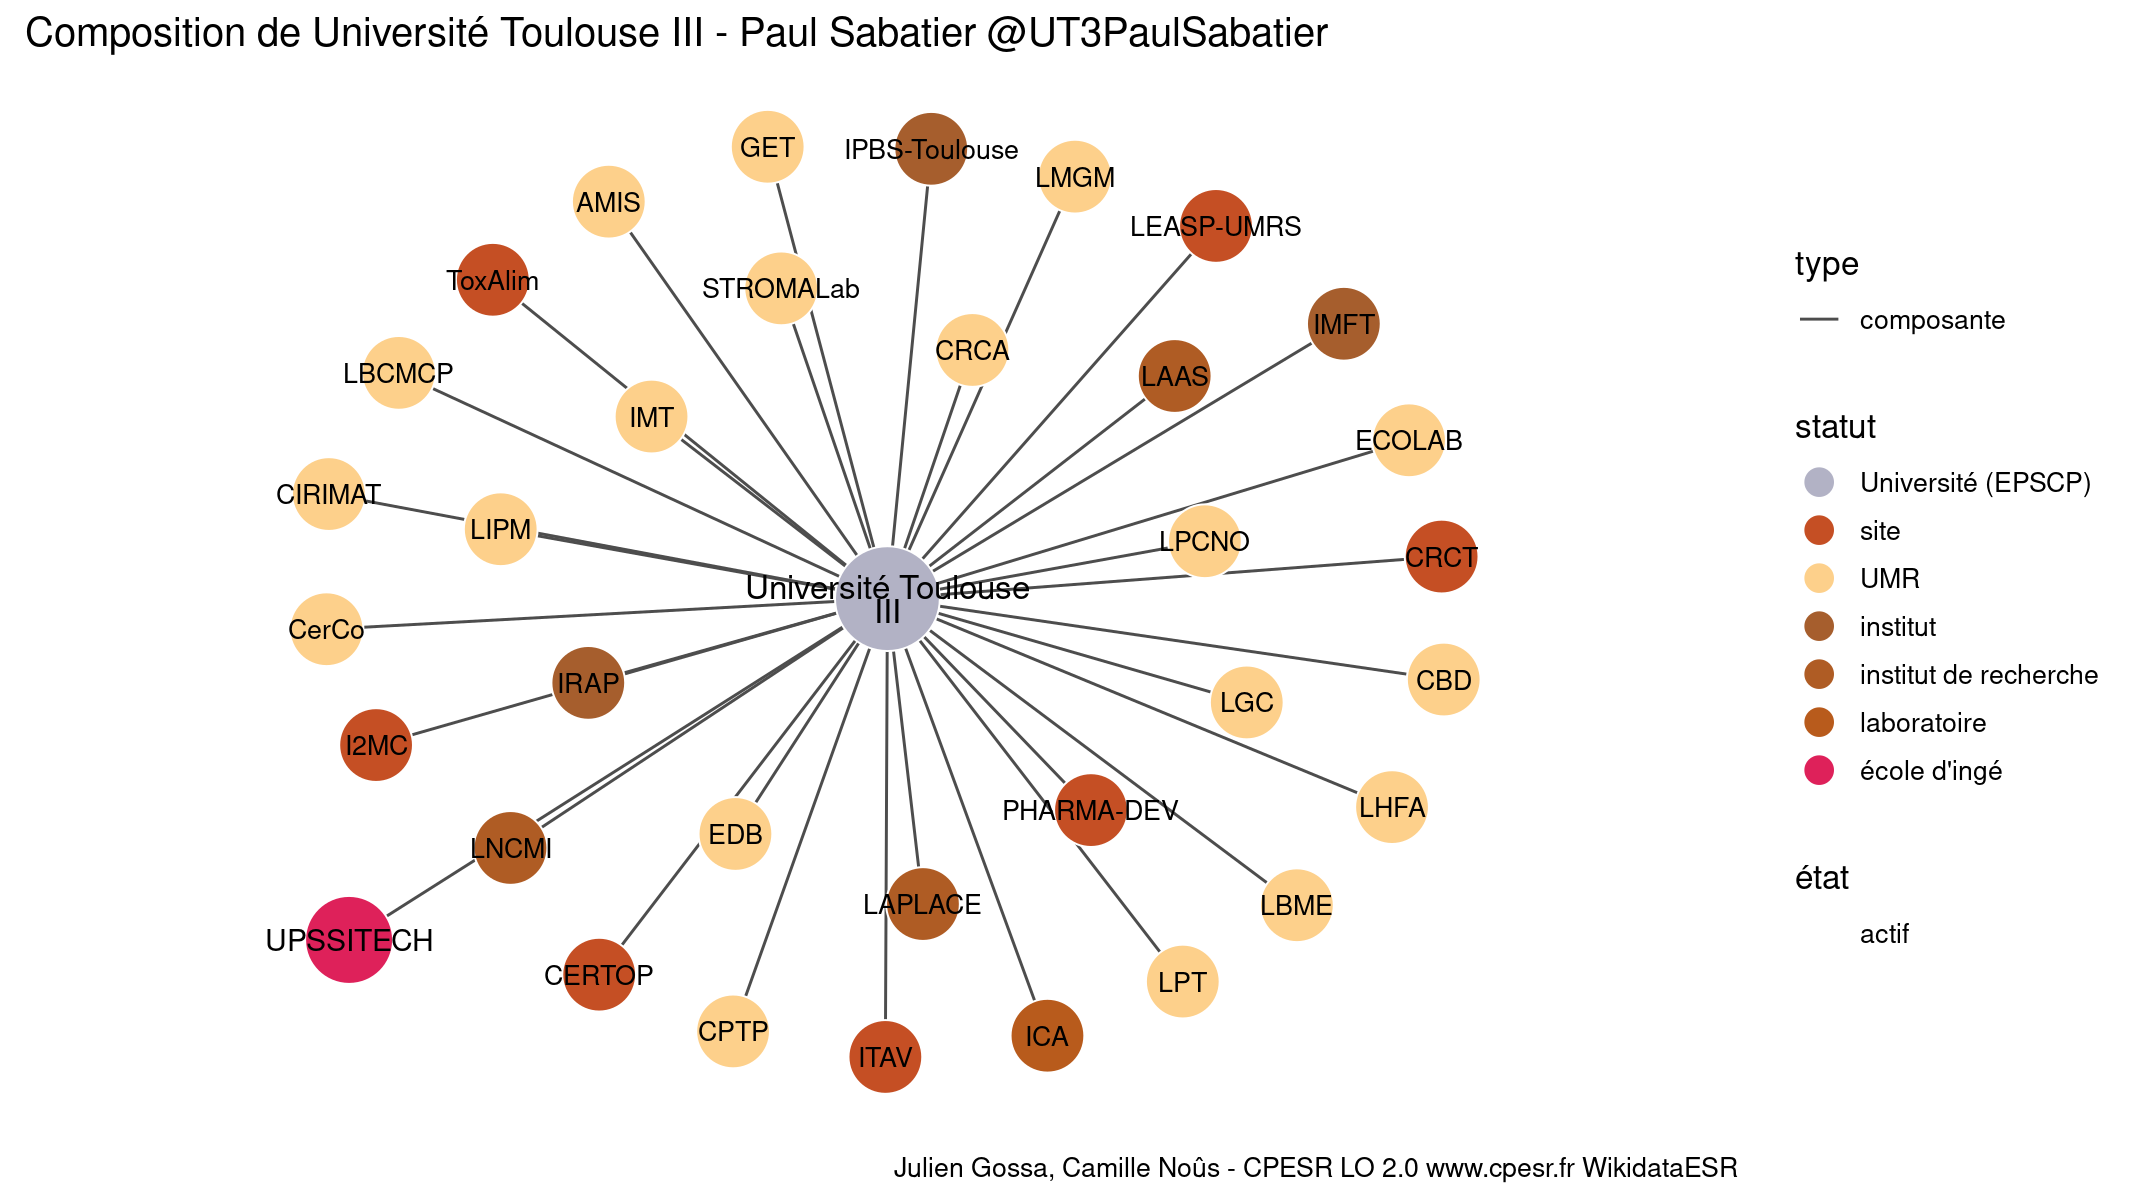 Composition de Université Toulouse III - Paul Sabatier @UT3PaulSabatier
GET
IPBS-Toulouse
LMGM
AMIS
LEASP-UMRS
ToxAlim
STROMALab
IMFT
CRCA
LBCMCP
LAAS
IMT
ECOLAB
CIRIMAT
LIPM
LPCNO
CRCT
Université Toulouse
III
CerCo
IRAP
CBD
LGC
I2MC
LHFA
PHARMA-DEV
EDB
LNCMI
LAPLACE
LBME
UPSSITECH
CERTOP
LPT
CPTP
ICA
ITAV
type
composante
statut
Université (EPSCP)
site
UMR
institut
institut de recherche
laboratoire
école d'ingé
état
actif
Julien Gossa, Camille Noûs - CPESR LO 2.0 www.cpesr.fr WikidataESR